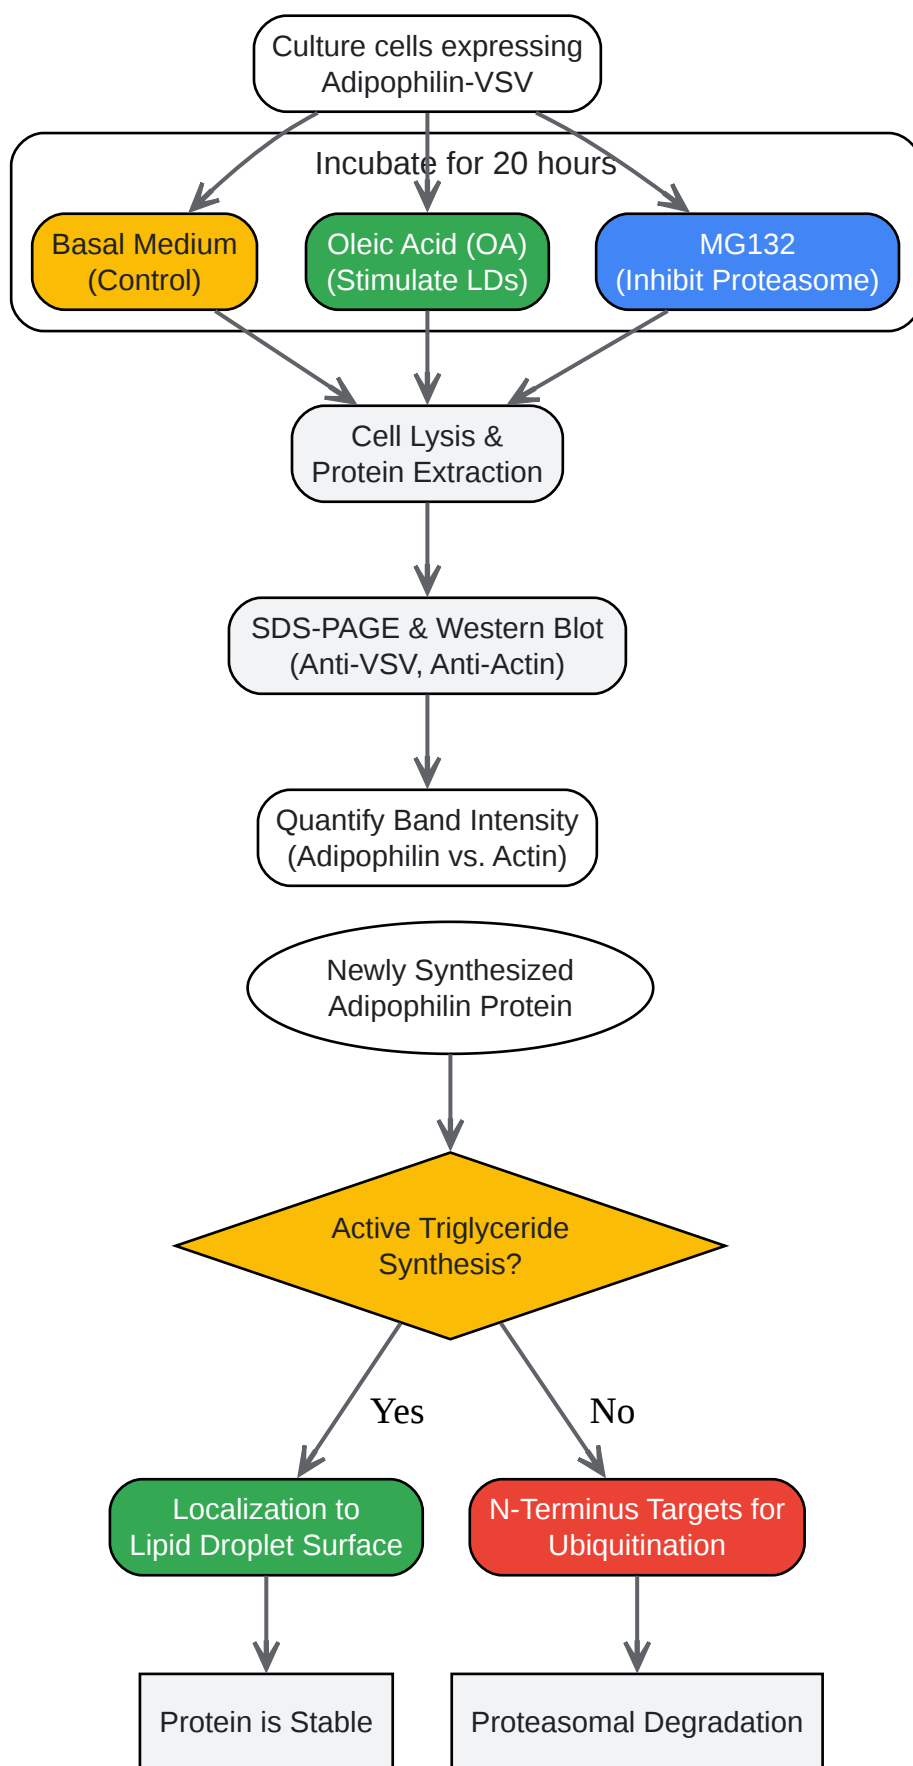 Culture cells expressing
Adipophilin-VSV
Incubate for 20 hours
Basal Medium
(Control)
Oleic Acid (OA)
(Stimulate LDs)
MG132
(Inhibit Proteasome)
Cell Lysis &
Protein Extraction
SDS-PAGE & Western Blot
(Anti-VSV, Anti-Actin)
Quantify Band Intensity
(Adipophilin vs. Actin)
Newly Synthesized
Adipophilin Protein
Active Triglyceride
Synthesis?
Yes
No
Localization to
Lipid Droplet Surface
N-Terminus Targets for
Ubiquitination
Protein is Stable
Proteasomal Degradation